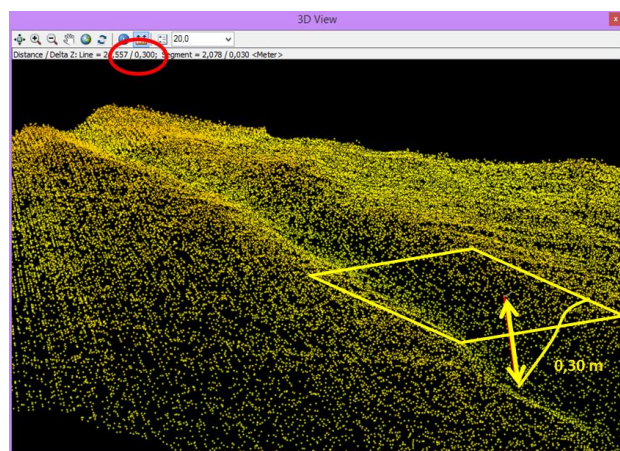 3D View
x
20,0
Distance / Delta Z: Line = 2 ,557 / 0,300; Segment = 2,078 / 0,030 <Meter>
0.30 m